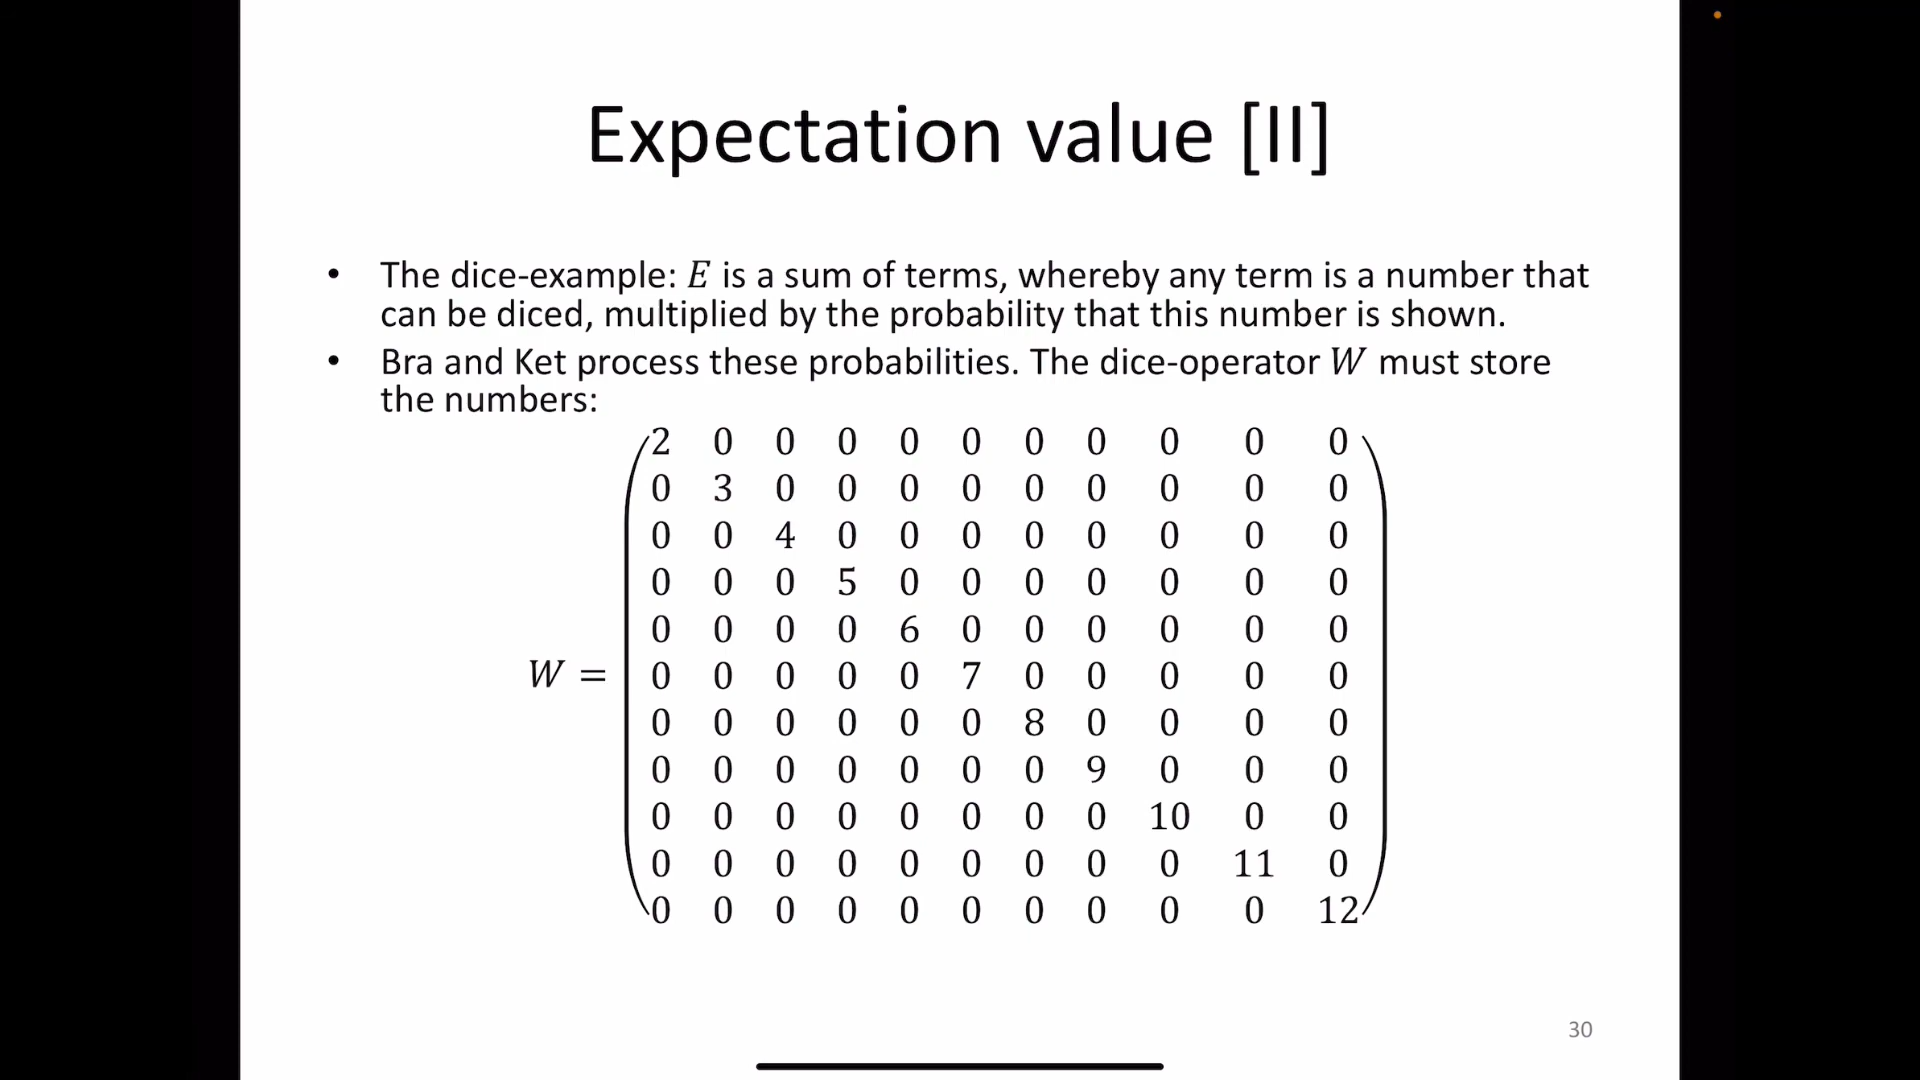 Expectation value [II]
• The dice-example: E is a sum of terms, whereby any term is a number that
can be diced, multiplied by the probability that this number is shown.
• Bra and Ket process these probabilities. The dice-operator W must store
the numbers:
2 0 0 0 0 0 0 0 0 0 0
0 3 0 0 0 0 0 0 0 0 0
0 0 4 0 0 0 0 0 0 0 0
0 0 0 5 0 0 0 0 0 0 0
0 0 0 0 6 0 0 0 0 0 0
W = 0 0 0 0 0 7 0 0 0 0 0
0 0 0 0 0 0 8 0 0 0 0
0 0 0 0 0 0 0 9 0 0 0
0 0 0 0 0 0 0 0 10 0 0
0 0 0 0 0 0 0 0 0 11 0
0 0 0 0 0 0 0 0 0 0 12
30